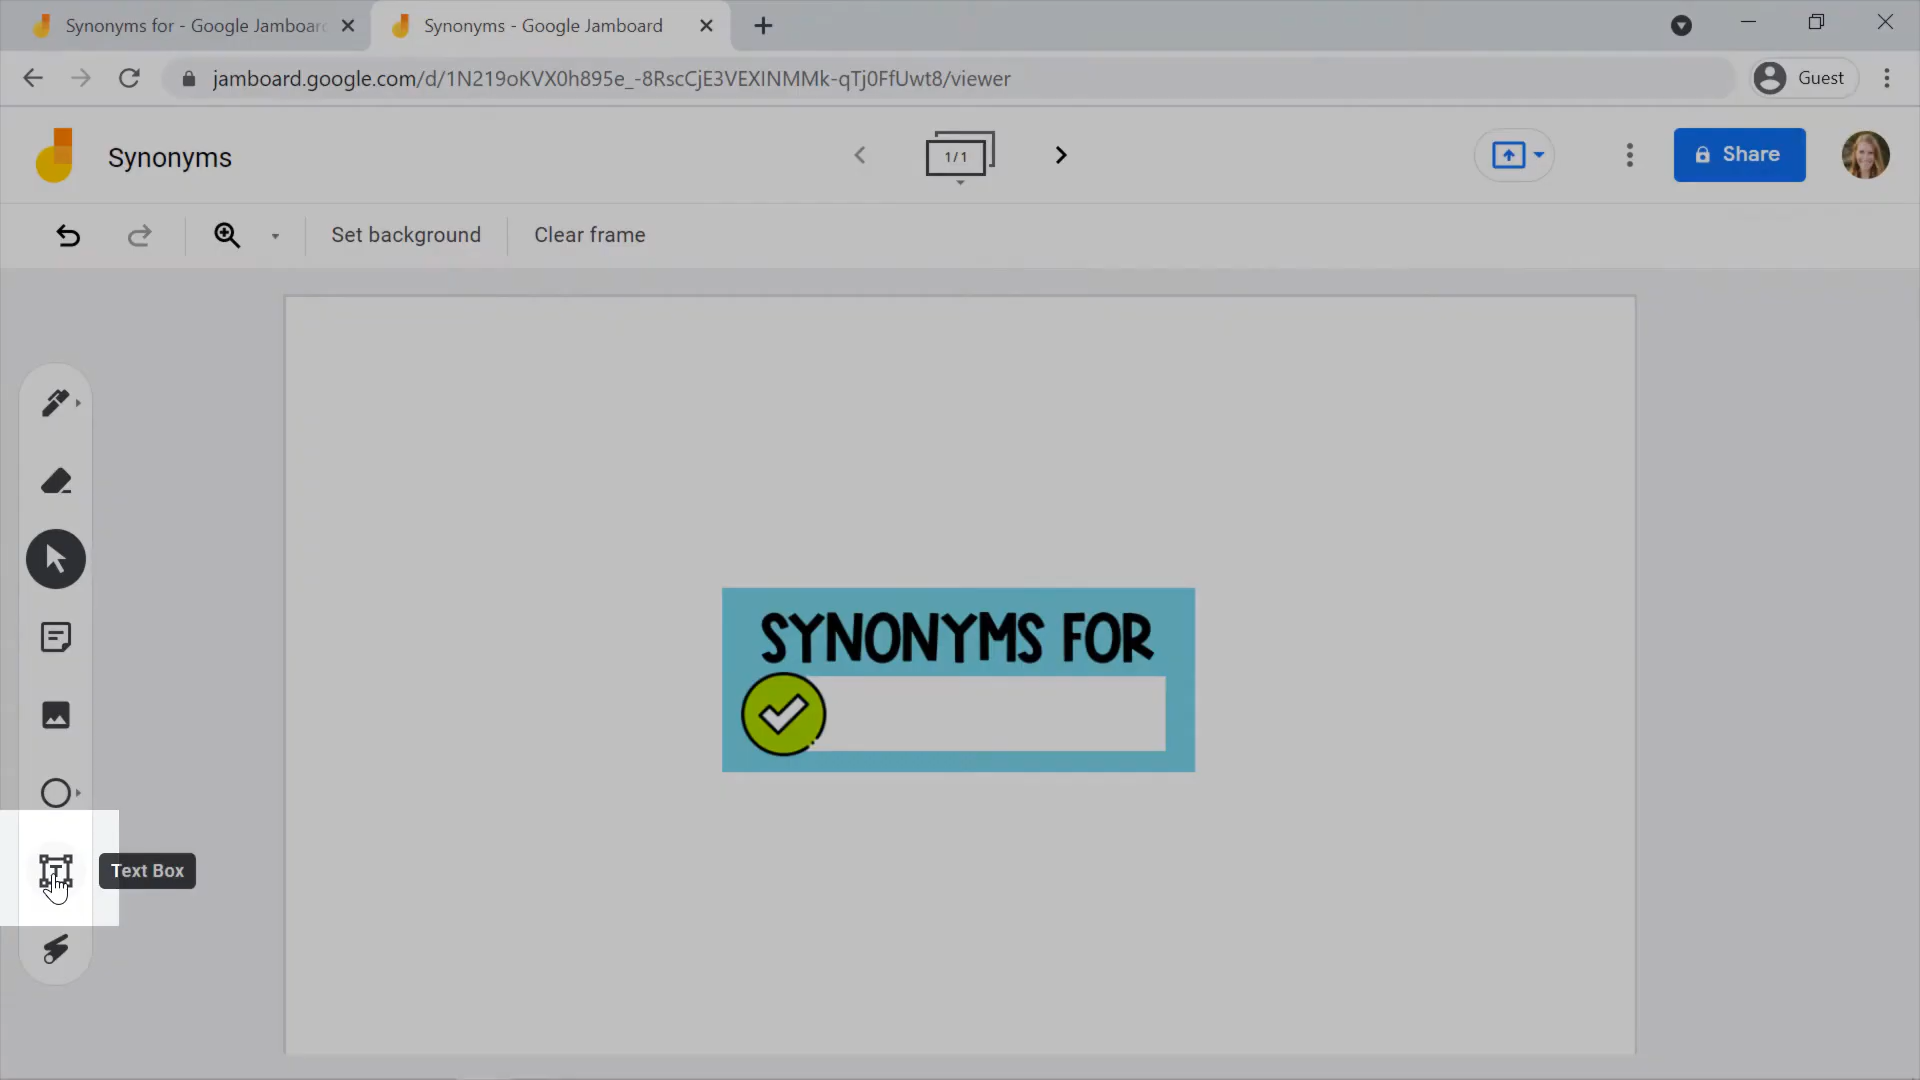 Synonyms for - Google Jamboar
Synonyms - Google Jamboard
jamboard.google.com/d/1N219oKVX0h895e_-8RscCjE3VEXINMMk-qTj0FfUwt8/viewer
Guest
Synonyms
1/1
Share
Set background
Clear frame
SYNONYMS FOR
Text Box